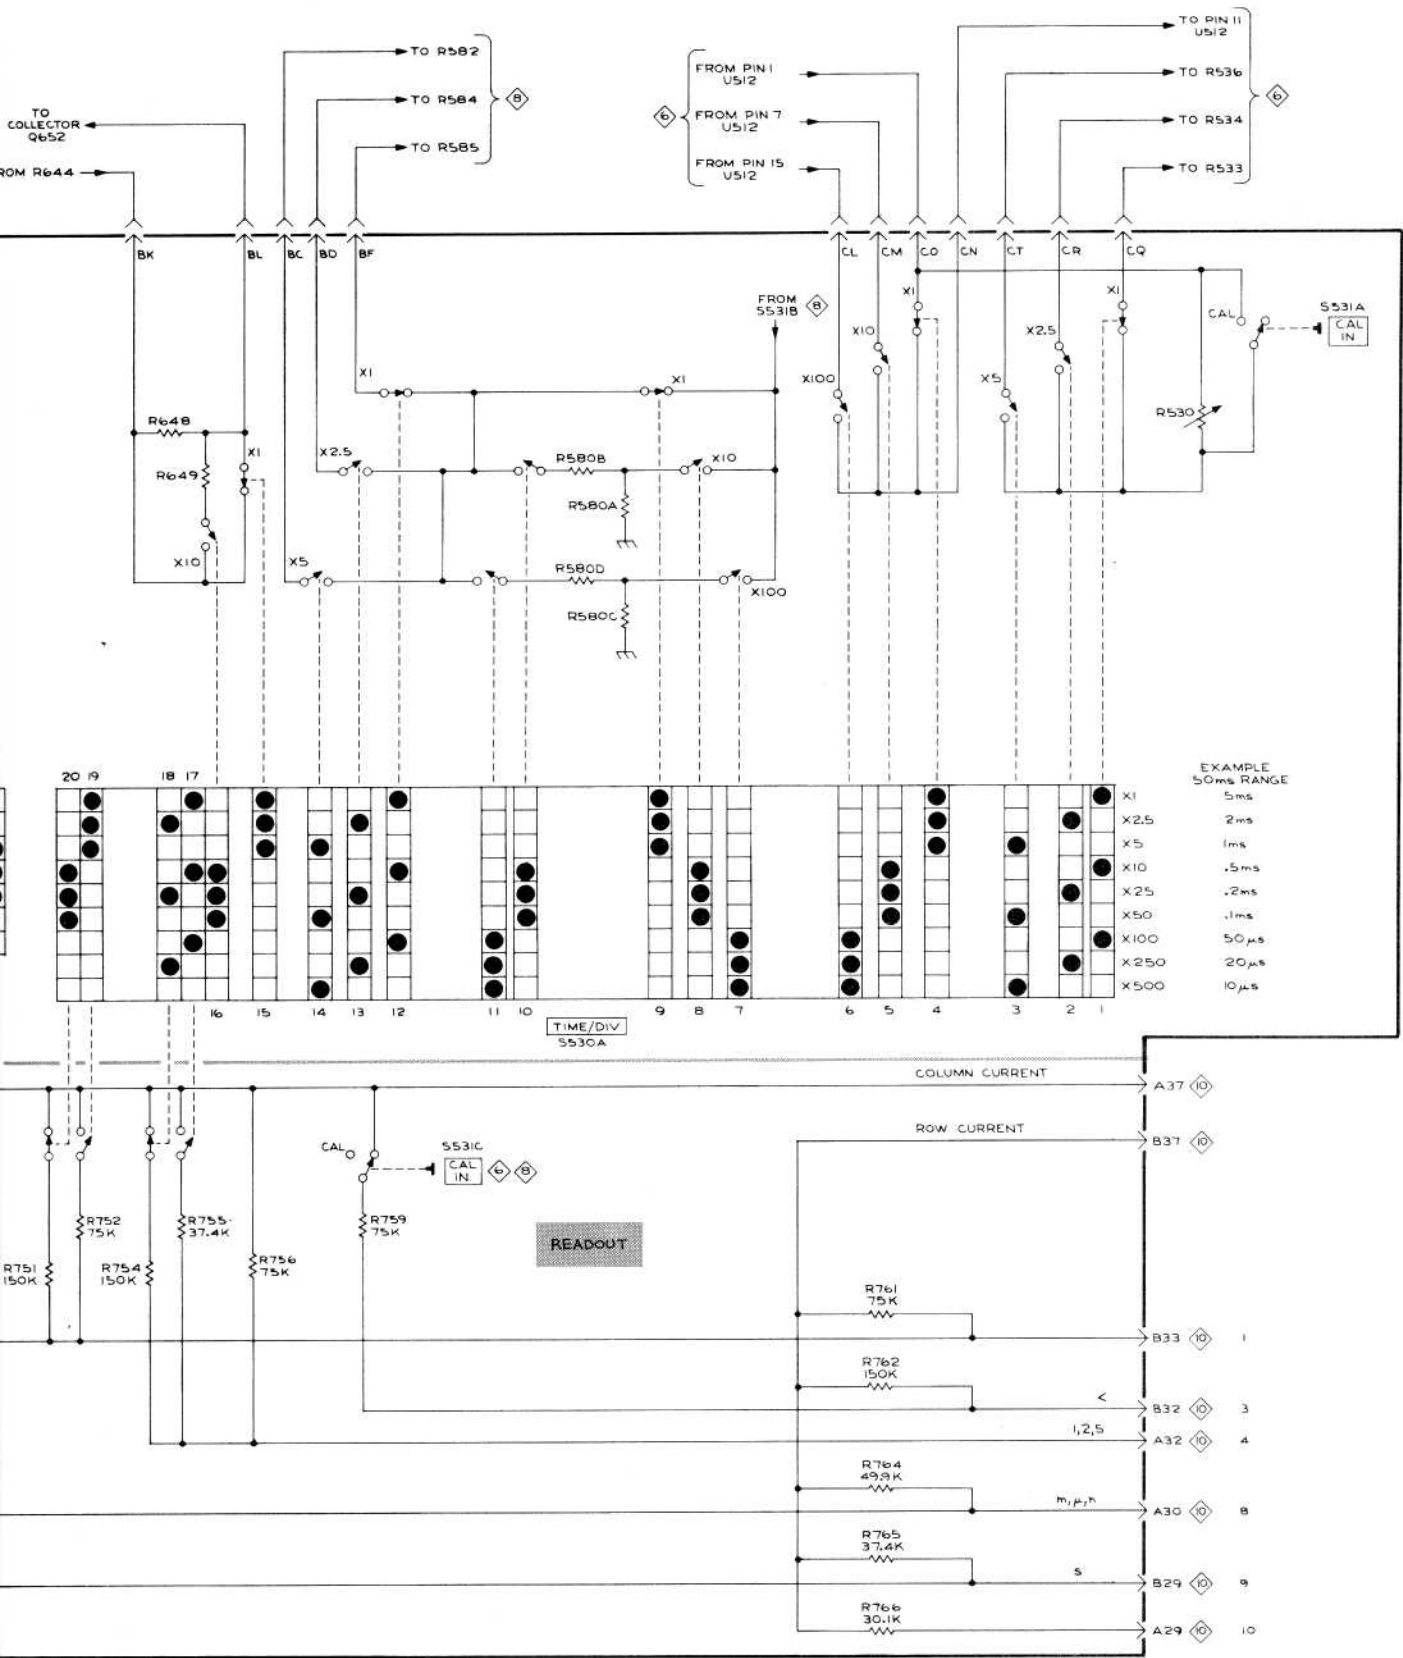 TO PIN 11
U512
TO R582
FROM PIN 1
U512
TO R536
TO
COLLECTOR
Q652
TO R584
8
6
FROM PIN 7
U512
6
TO R534
TO R585
FROM PIN 15
U512
TO R533
ROM R644
BK
BL
BC
BD
BF
CL
CM
CO
CN
CT
CR
CQ
FROM
S531B
8
X1
X1
CAL
S531A
CAL
IN
X10
X2.5
X1
X1
X100
X5
R530
R648
X1
X2.5
R580B
X10
R649
R580A
X10
X5
R580D
X100
R580C
20 19
18 17
EXAMPLE
50ms RANGE
X1 5ms
X2.5 2ms
X5 1ms
X10 .5ms
X25 .2ms
X50 .1ms
X100 50μs
X250 20μs
X500 10μs
16 15 14 13 12 11 10 9 8 7 6 5 4 3 2 1
TIME/DIV
S530A
COLUMN CURRENT
A37 10
ROW CURRENT
B37 10
CAL
S531C
CAL
IN
6 8
R752
75K
R755
37.4K
R759
75K
READOUT
R751
150K
R754
150K
R756
75K
R761
75K
B33 10 1
R762
150K
<
B32 10 3
1,2,5
A32 10 4
R764
49.9K
m,μ,n
A30 10 8
R765
37.4K
S
B29 10 9
R766
30.1K
A29 10 10